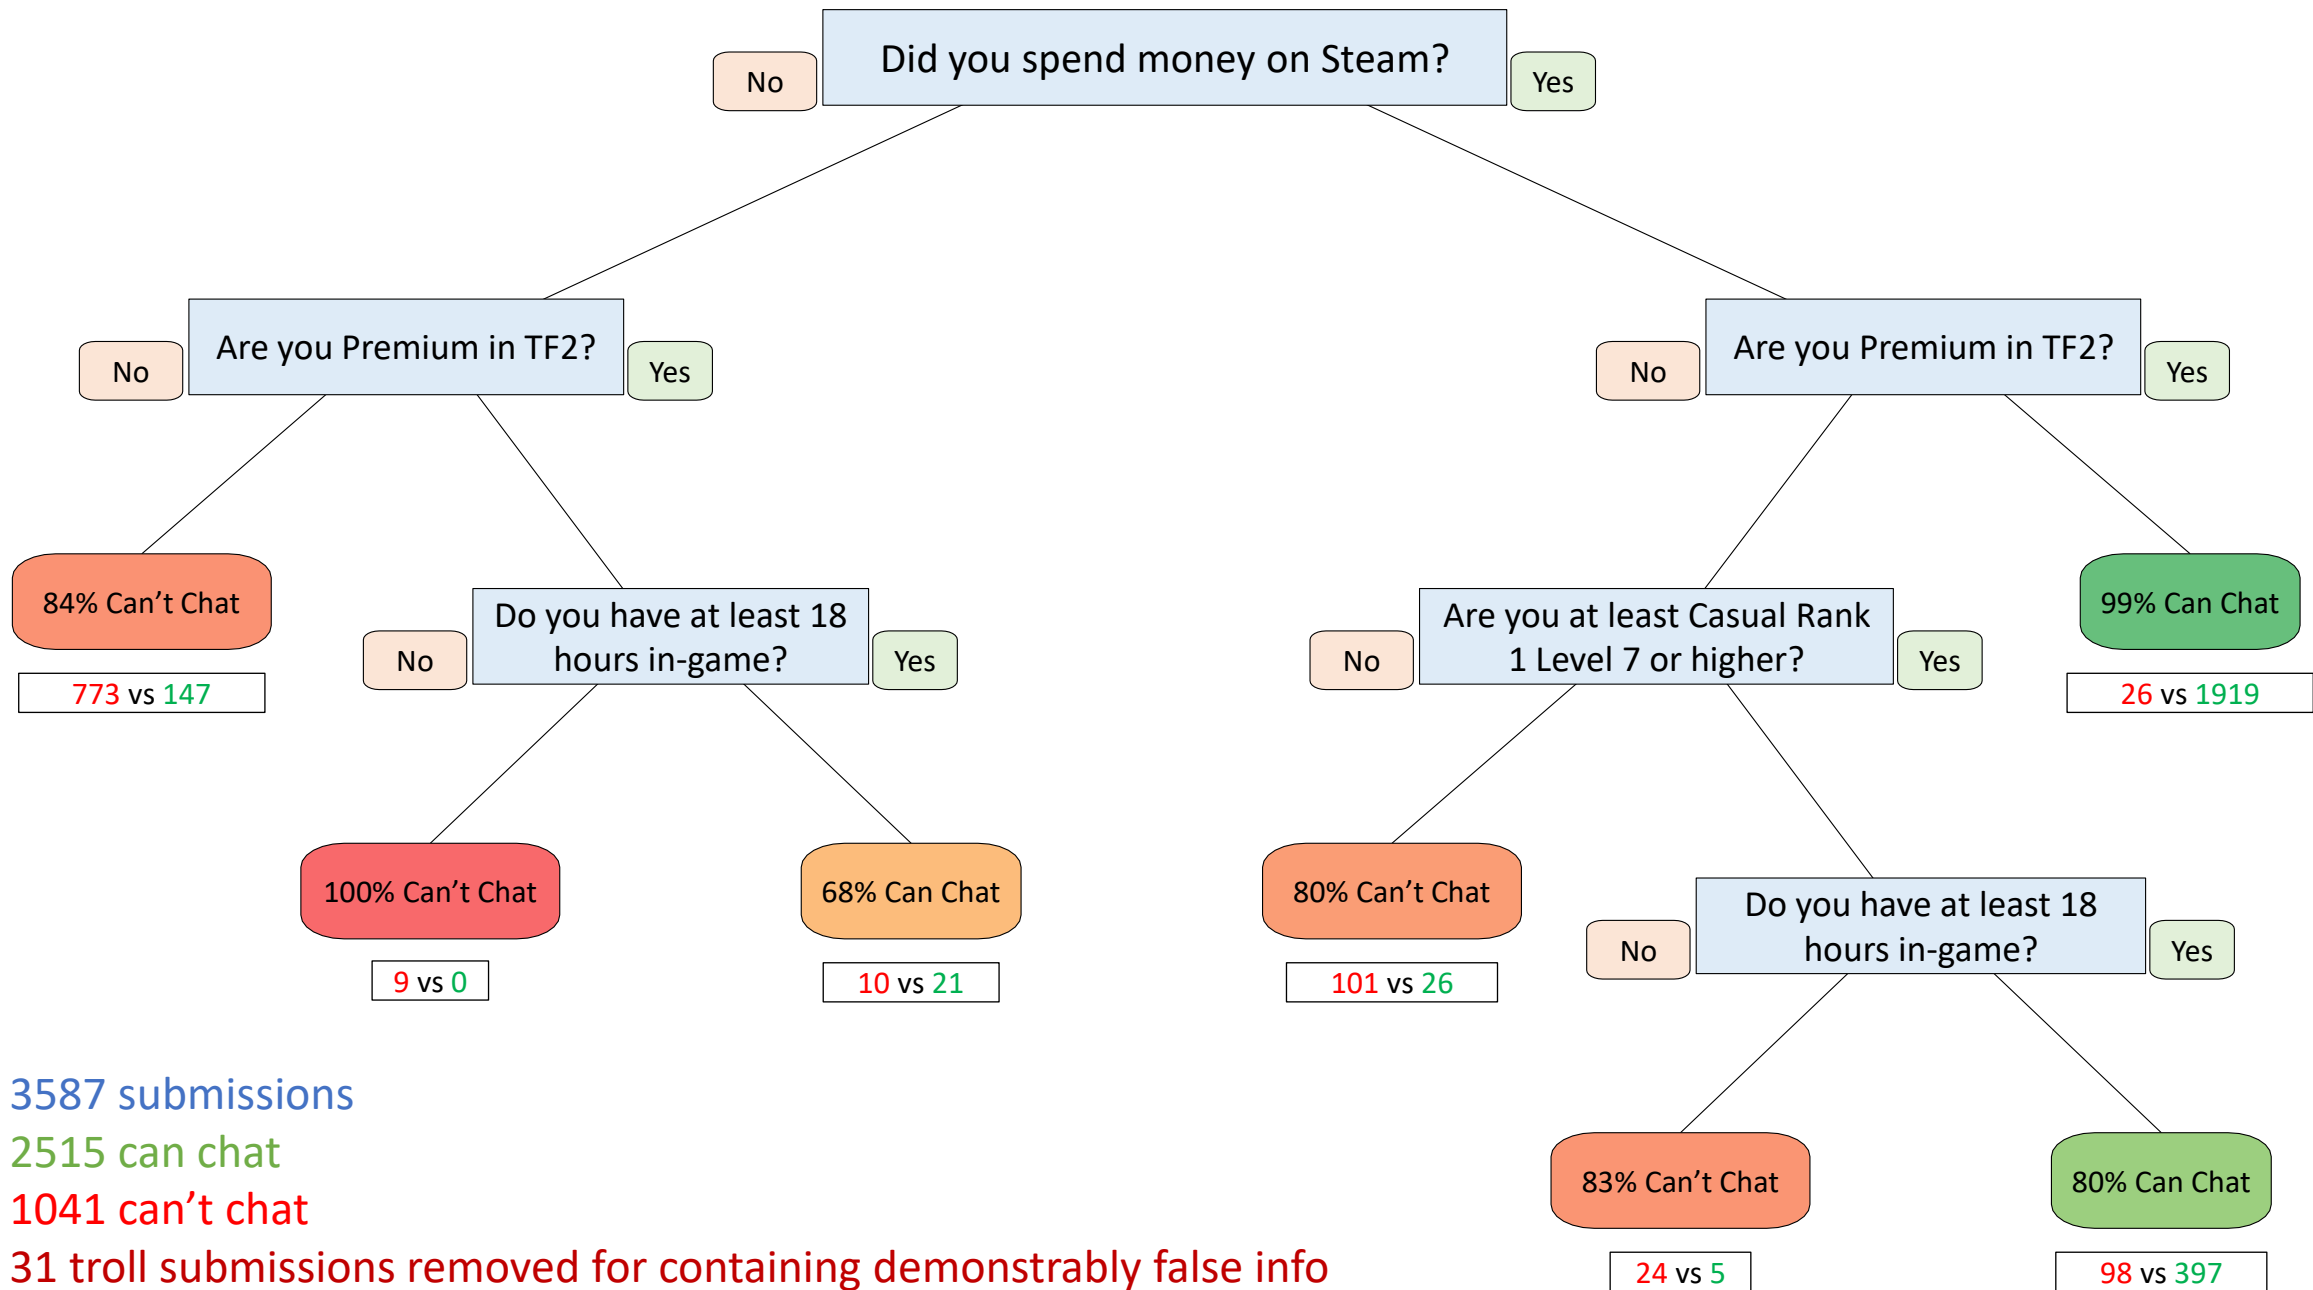 Did you spend money on Steam?
No
Yes
Are you Premium in TF2?
No
Yes
Are you Premium in TF2?
No
Yes
84% Can't Chat
773 vs 147
Do you have at least 18
hours in-game?
No
Yes
Are you at least Casual Rank
1 Level 7 or higher?
No
Yes
99% Can Chat
26 vs 1919
100% Can't Chat
9 vs 0
68% Can Chat
10 vs 21
80% Can't Chat
101 vs 26
Do you have at least 18
hours in-game?
No
Yes
83% Can't Chat
24 vs 5
80% Can Chat
98 vs 397
3587 submissions
2515 can chat
1041 can't chat
31 troll submissions removed for containing demonstrably false info